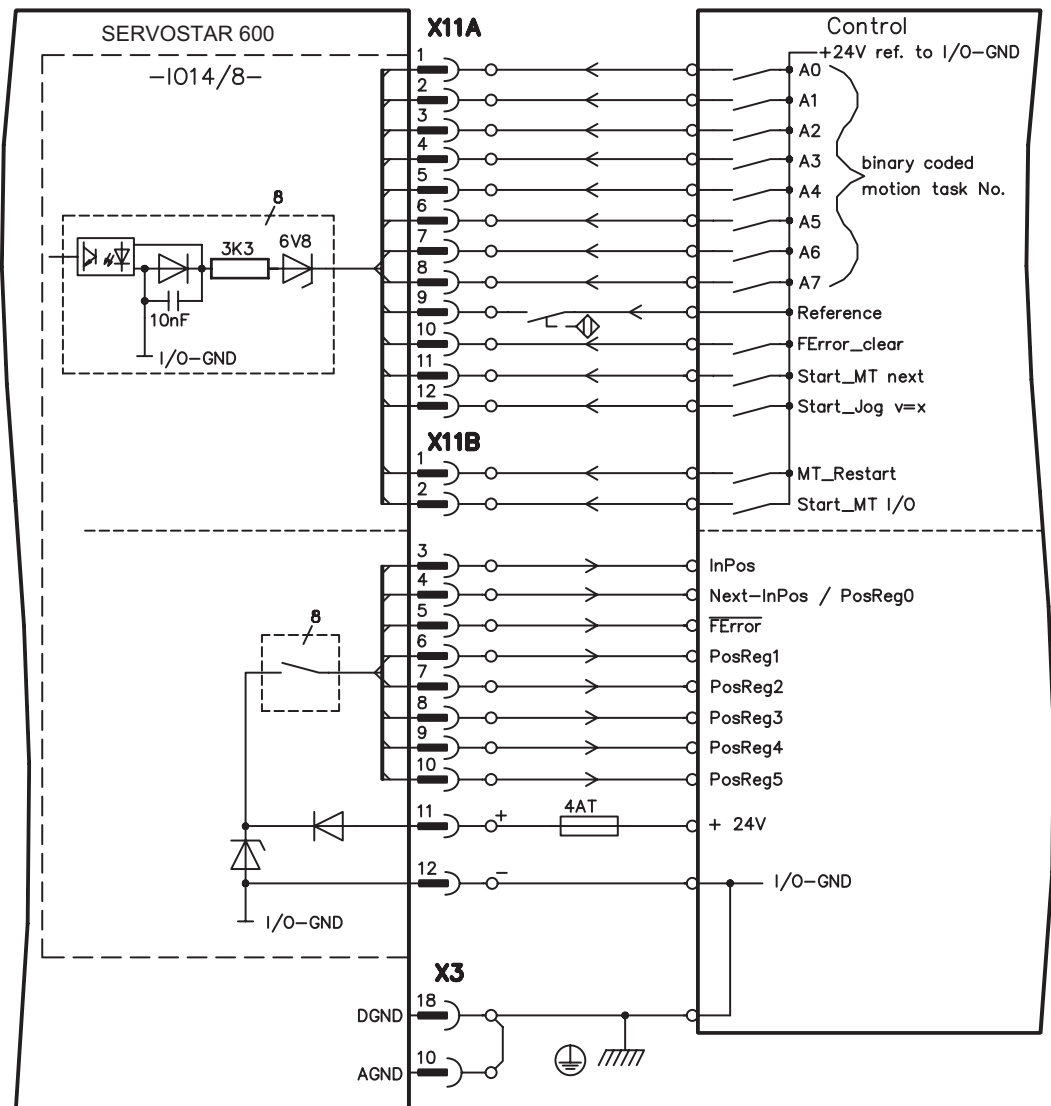 SERVOSTAR 600
-I014/8-
8
3K3
6V8
10nF
I/O-GND
X11A
1
2
3
4
5
6
7
8
9
10
11
12
X11B
1
2
Control
+24V ref. to I/O-GND
A0
A1
A2
A3
A4
A5
A6
A7
binary coded
motion task No.
Reference
FError_clear
Start_MT next
Start_Jog v=x
MT_Restart
Start_MT I/O
8
3
4
5
6
7
8
9
10
11
12
InPos
Next-InPos / PosReg0
FError
PosReg1
PosReg2
PosReg3
PosReg4
PosReg5
+
4AT
+ 24V
-
I/O-GND
I/O-GND
X3
DGND
18
AGND
10